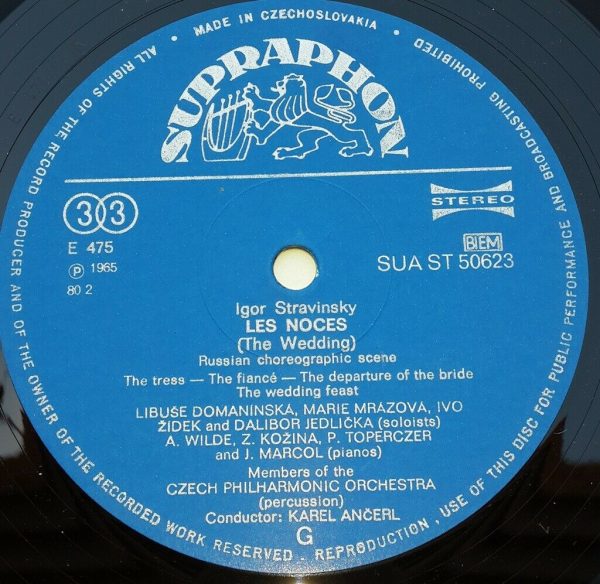 ALL RIGHTS OF THE RECORD PRODUCER AND OF THE OWNER OF THE RECORDED WORK RESERVED . REPRODUCTION, USE OF THIS DISC FOR PUBLIC PERFORMANCE AND BROADCASTING PROHIBITED
• MADE IN CZECHOSLOVAKIA •
SUPRAPHON
33
STEREO
E 475
BIEM
℗ 1965
SUA ST 50623
80 2
Igor Stravinsky
LES NOCES
(The Wedding)
Russian choreographic scene
The tress — The fiancé — The departure of the bride
The wedding feast
LIBUŠE DOMANÍNSKÁ, MARIE MRÁZOVÁ, IVO
ŽÍDEK and DALIBOR JEDLIČKA (soloists)
A. WILDE, Z. KOŽINA, P. TOPERCZER
and J. MARCOL (pianos)
Members of the
CZECH PHILHARMONIC ORCHESTRA
(percussion)
Conductor: KAREL ANČERL
G